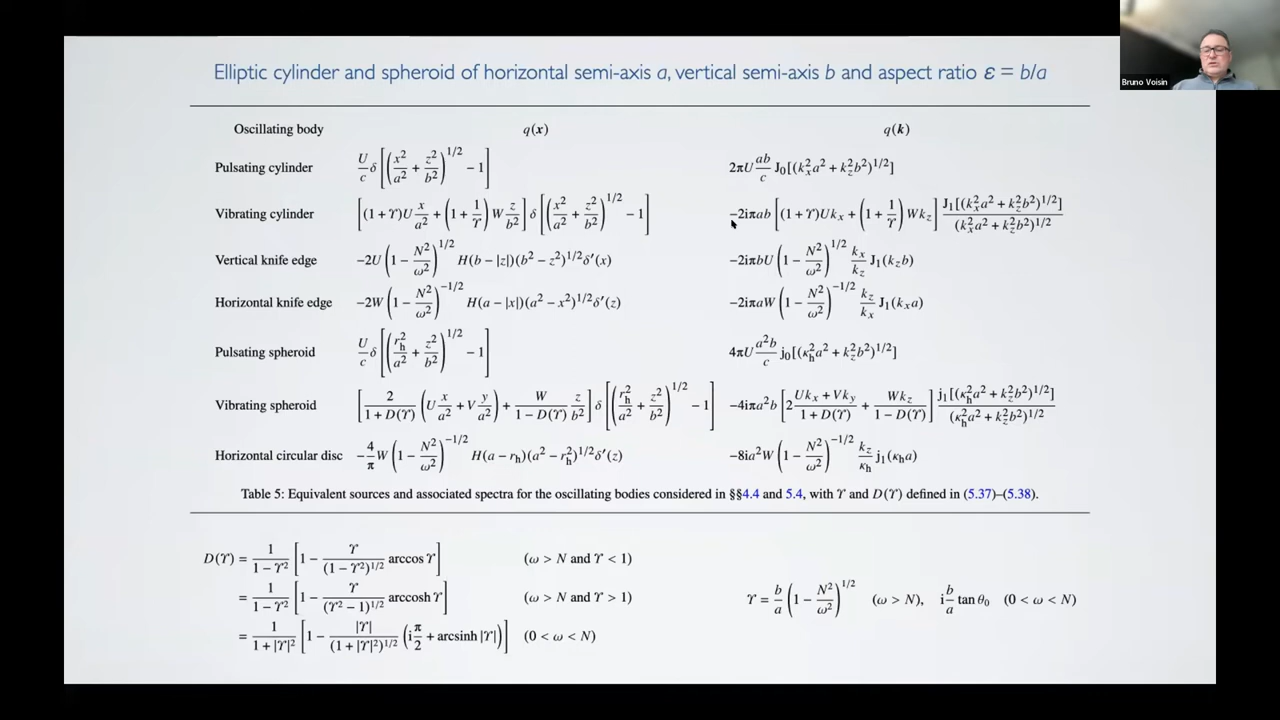 Elliptic cylinder and spheroid of horizontal semi-axis a, vertical semi-axis b and aspect ratio ε = b/a
Bruno Voisin
Oscillating body q(x) q(k)
Pulsating cylinder U/c δ[(x²/a² + z²/b²)^{1/2} − 1] 2πU ab/c J₀[(k_x²a² + k_z²b²)^{1/2}]
Vibrating cylinder [(1 + ϒ)U x/a² + (1 + 1/ϒ)W z/b²] δ[(x²/a² + z²/b²)^{1/2} − 1] −2iπab[(1 + ϒ)Uk_x + (1 + 1/ϒ)Wk_z] J₁[(k_x²a² + k_z²b²)^{1/2}]/(k_x²a² + k_z²b²)^{1/2}
Vertical knife edge −2U(1 − N²/ω²)^{1/2} H(b − |z|)(b² − z²)^{1/2}δ′(x) −2iπbU(1 − N²/ω²)^{1/2} k_x/k_z J₁(k_z b)
Horizontal knife edge −2W(1 − N²/ω²)^{−1/2} H(a − |x|)(a² − x²)^{1/2}δ′(z) −2iπaW(1 − N²/ω²)^{−1/2} k_z/k_x J₁(k_x a)
Pulsating spheroid U/c δ[(r_h²/a² + z²/b²)^{1/2} − 1] 4πU a²b/c j₀[(κ_h²a² + k_z²b²)^{1/2}]
Vibrating spheroid [2/(1 + D(ϒ)) (U x/a² + V y/a²) + W/(1 − D(ϒ)) z/b²] δ[(r_h²/a² + z²/b²)^{1/2} − 1] −4iπa²b[2 (Uk_x + Vk_y)/(1 + D(ϒ)) + Wk_z/(1 − D(ϒ))] j₁[(κ_h²a² + k_z²b²)^{1/2}]/(κ_h²a² + k_z²b²)^{1/2}
Horizontal circular disc −4/π W(1 − N²/ω²)^{−1/2} H(a − r_h)(a² − r_h²)^{1/2}δ′(z) −8ia²W(1 − N²/ω²)^{−1/2} k_z/κ_h j₁(κ_h a)
Table 5: Equivalent sources and associated spectra for the oscillating bodies considered in §§4.4 and 5.4, with ϒ and D(ϒ) defined in (5.37)–(5.38).
D(ϒ) = 1/(1 − ϒ²) [1 − ϒ/(1 − ϒ²)^{1/2} arccos ϒ] (ω > N and ϒ < 1)
= 1/(1 − ϒ²) [1 − ϒ/(ϒ² − 1)^{1/2} arccosh ϒ] (ω > N and ϒ > 1)
= 1/(1 + |ϒ|²) [1 − |ϒ|/(1 + |ϒ|²)^{1/2} (i π/2 + arcsinh |ϒ|)] (0 < ω < N)
ϒ = b/a (1 − N²/ω²)^{1/2} (ω > N), i b/a tan θ₀ (0 < ω < N)